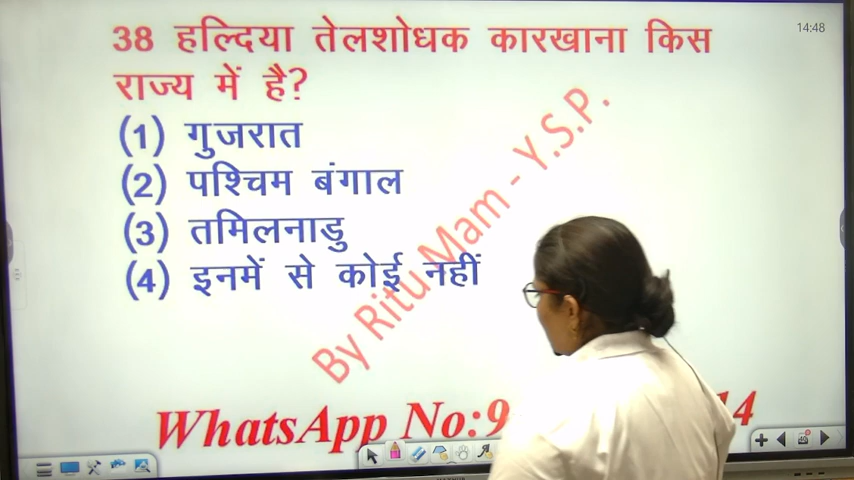 14:48
38 हल्दिया तेलशोधक कारखाना किस
राज्य में है?
(1) गुजरात
(2) पश्चिम बंगाल
(3) तमिलनाडु
(4) इनमें से कोई नहीं
By Ritu Mam - Y.S.P.
WhatsApp No:9 14